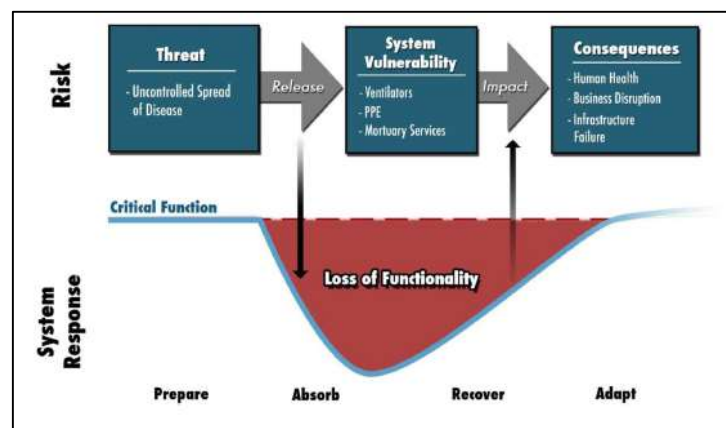 Risk
Threat
- Uncontrolled Spread
of Disease
Release
System
Vulnerability
- Ventilators
- PPE
- Mortuary Services
Impact
Consequences
- Human Health
- Business Disruption
- Infrastructure
Failure
Critical Function
Loss of Functionality
System
Response
Prepare
Absorb
Recover
Adapt